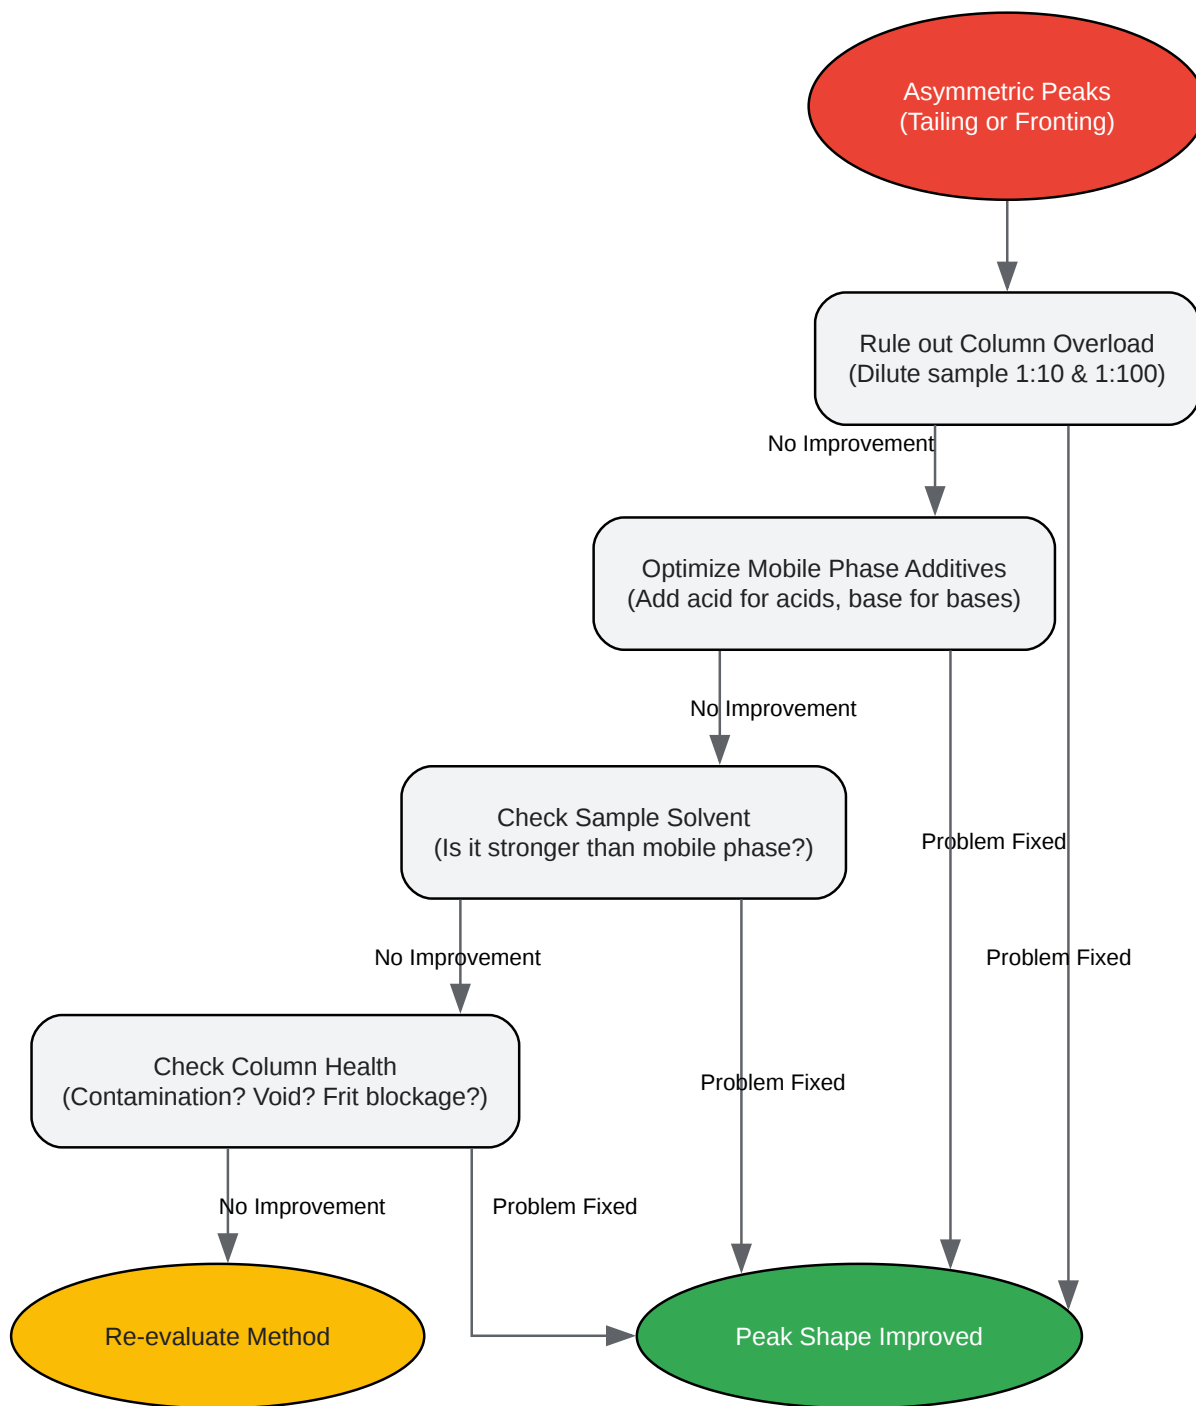 Asymmetric Peaks
(Tailing or Fronting)
Rule out Column Overload
(Dilute sample 1:10 & 1:100)
No Improvement
Optimize Mobile Phase Additives
(Add acid for acids, base for bases)
No Improvement
Check Sample Solvent
(Is it stronger than mobile phase?)
Problem Fixed
No Improvement
Problem Fixed
Check Column Health
(Contamination? Void? Frit blockage?)
Problem Fixed
No Improvement
Problem Fixed
Re-evaluate Method
Peak Shape Improved